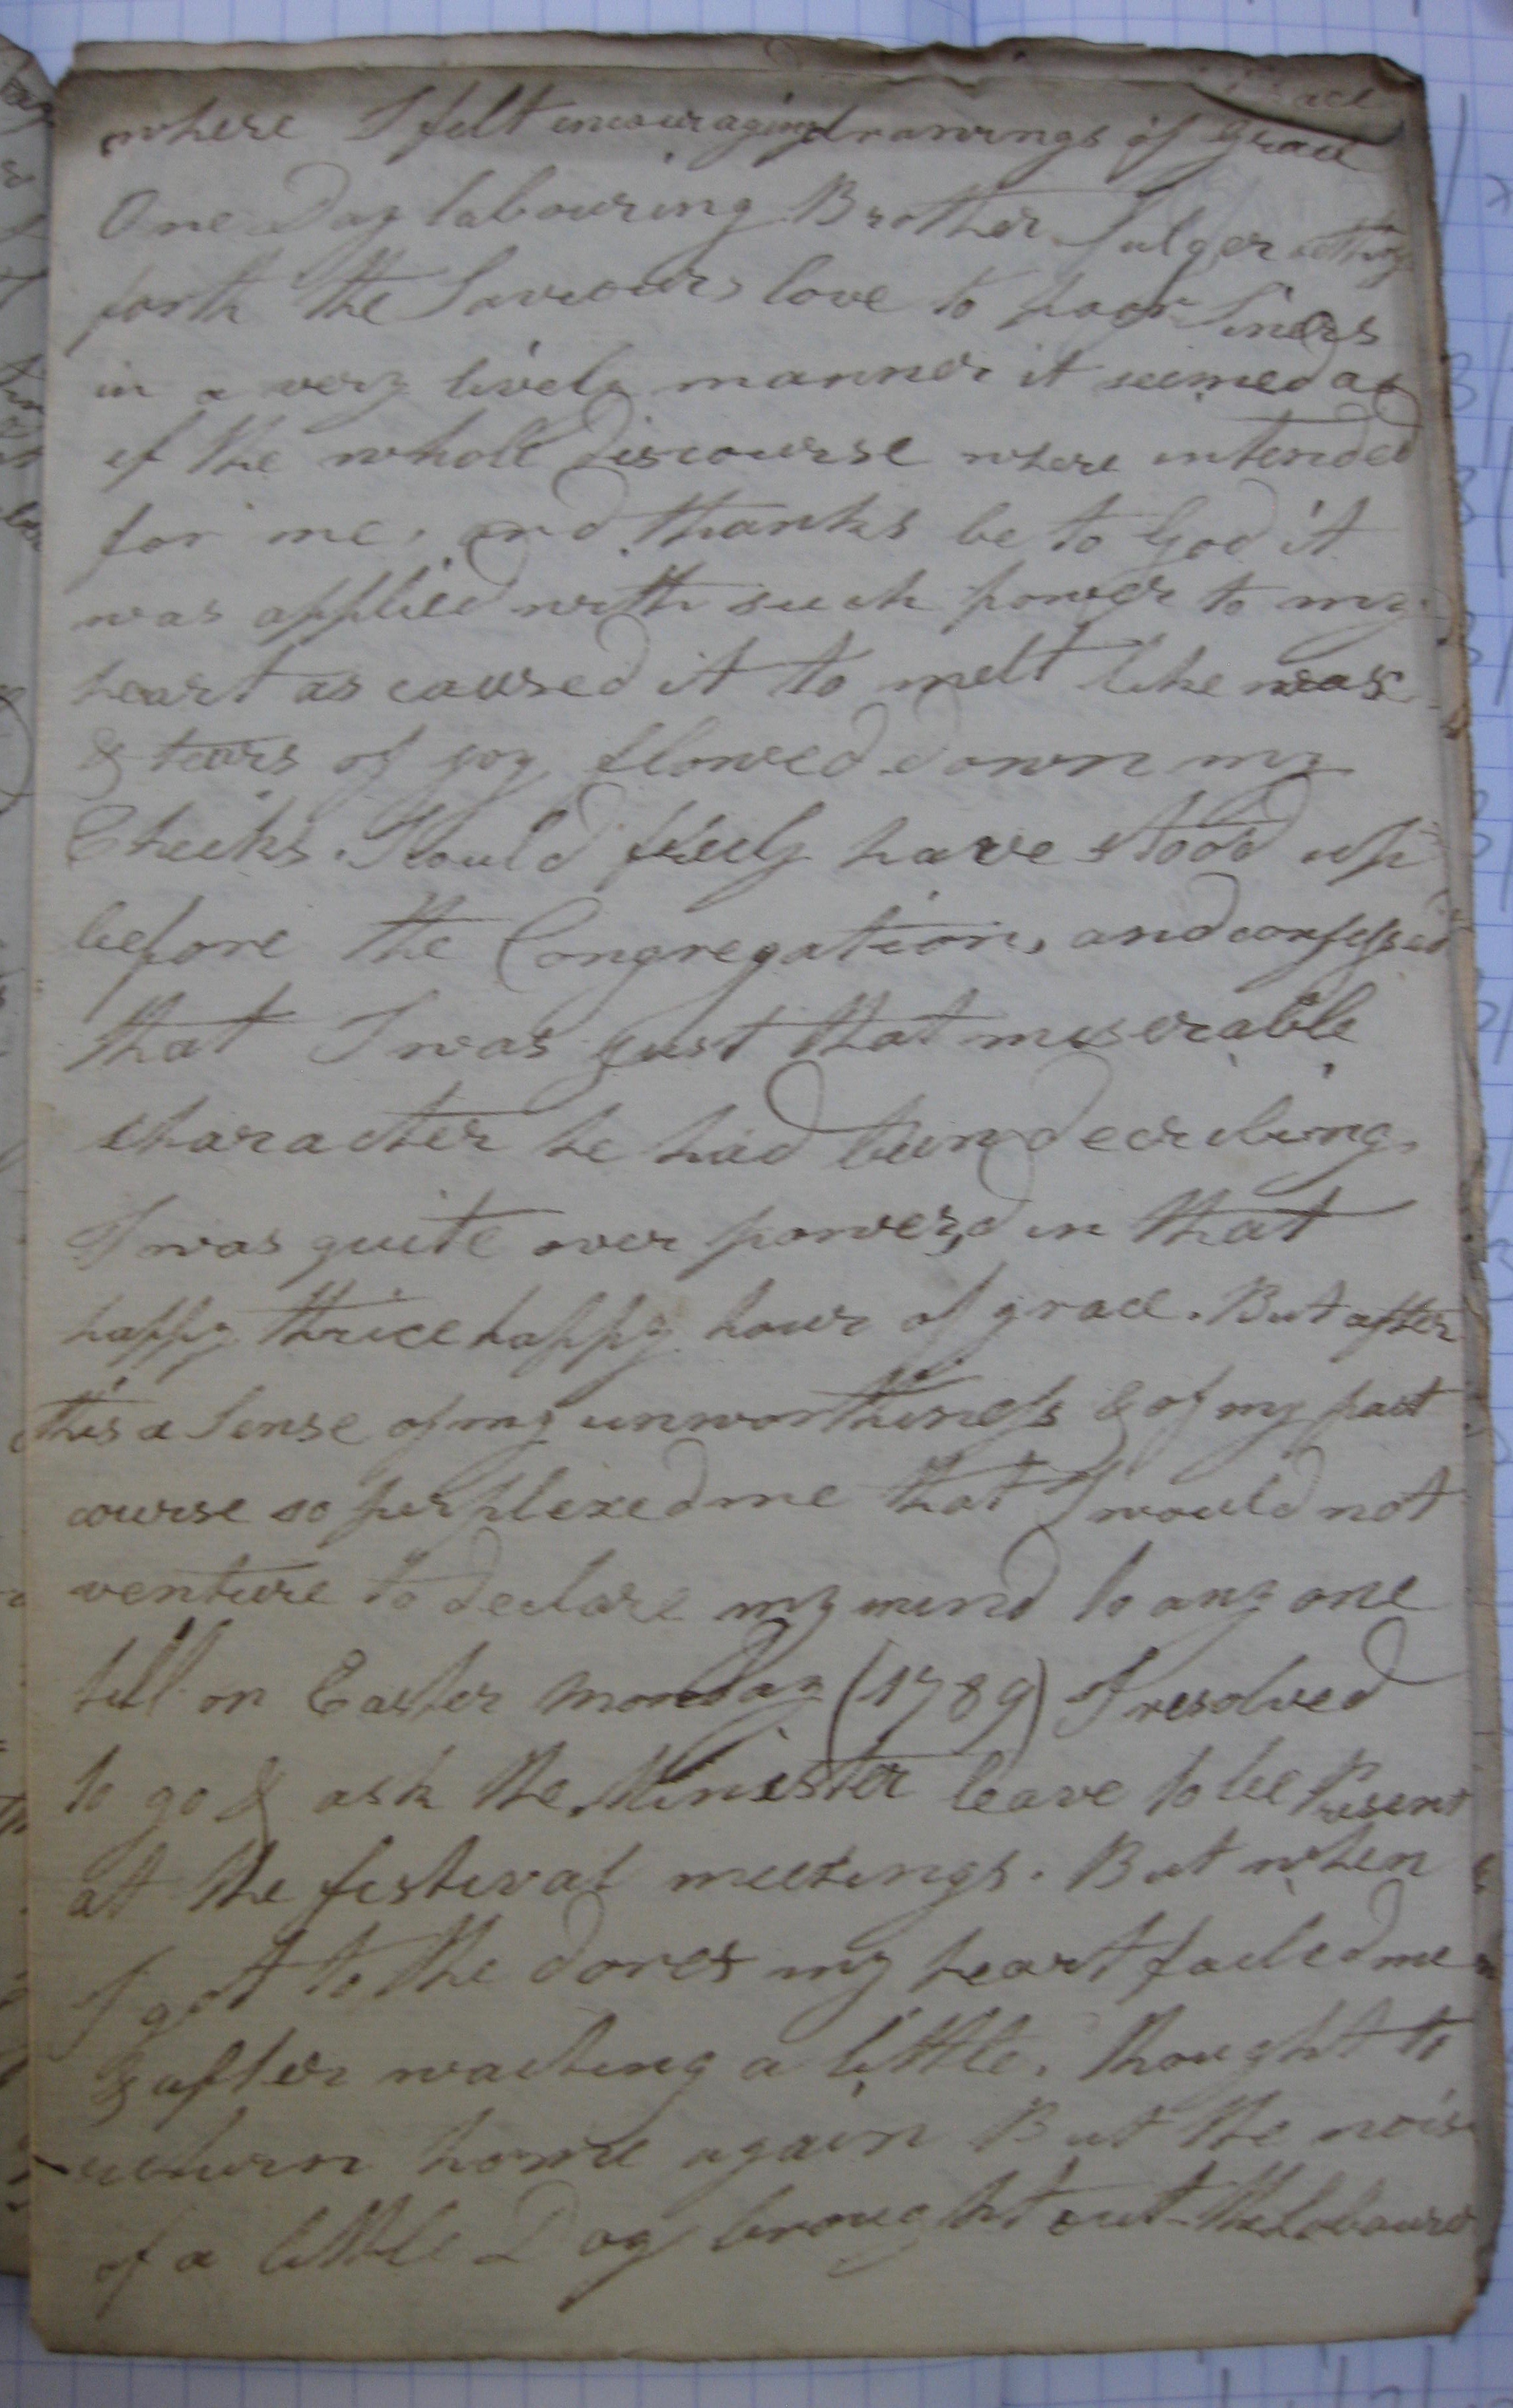 where I felt encouraging drawings of grace
One Day labouring Brother Sulger setting
forth the Saviours love to poor Siners
in a very lively manner it seemed as
if the whole Discourse where intended
for me, and thanks be to God it
was applied with such power to my
heart as caused it to melt like wax
& tears of joy flowed down my
Cheeks. I could freely have stood up
before the Congregation, and confessed
that I was just that miserable
character he had been decribing,
I was quite over power,d in that
happy thrice happy hour of grace. But after
this a Sense of my unworthiness & of my past
course so perplexed me that I would not
venture to declare my mind to any one
till on Easter monday (1789) I resolved
to go & ask the Minister leave to be Present
at the festival meetings. But when
I got to the dores my heart failed me
& after waiting a little, thought to
return home again But the nois
of a little Dog brought out the Labourer